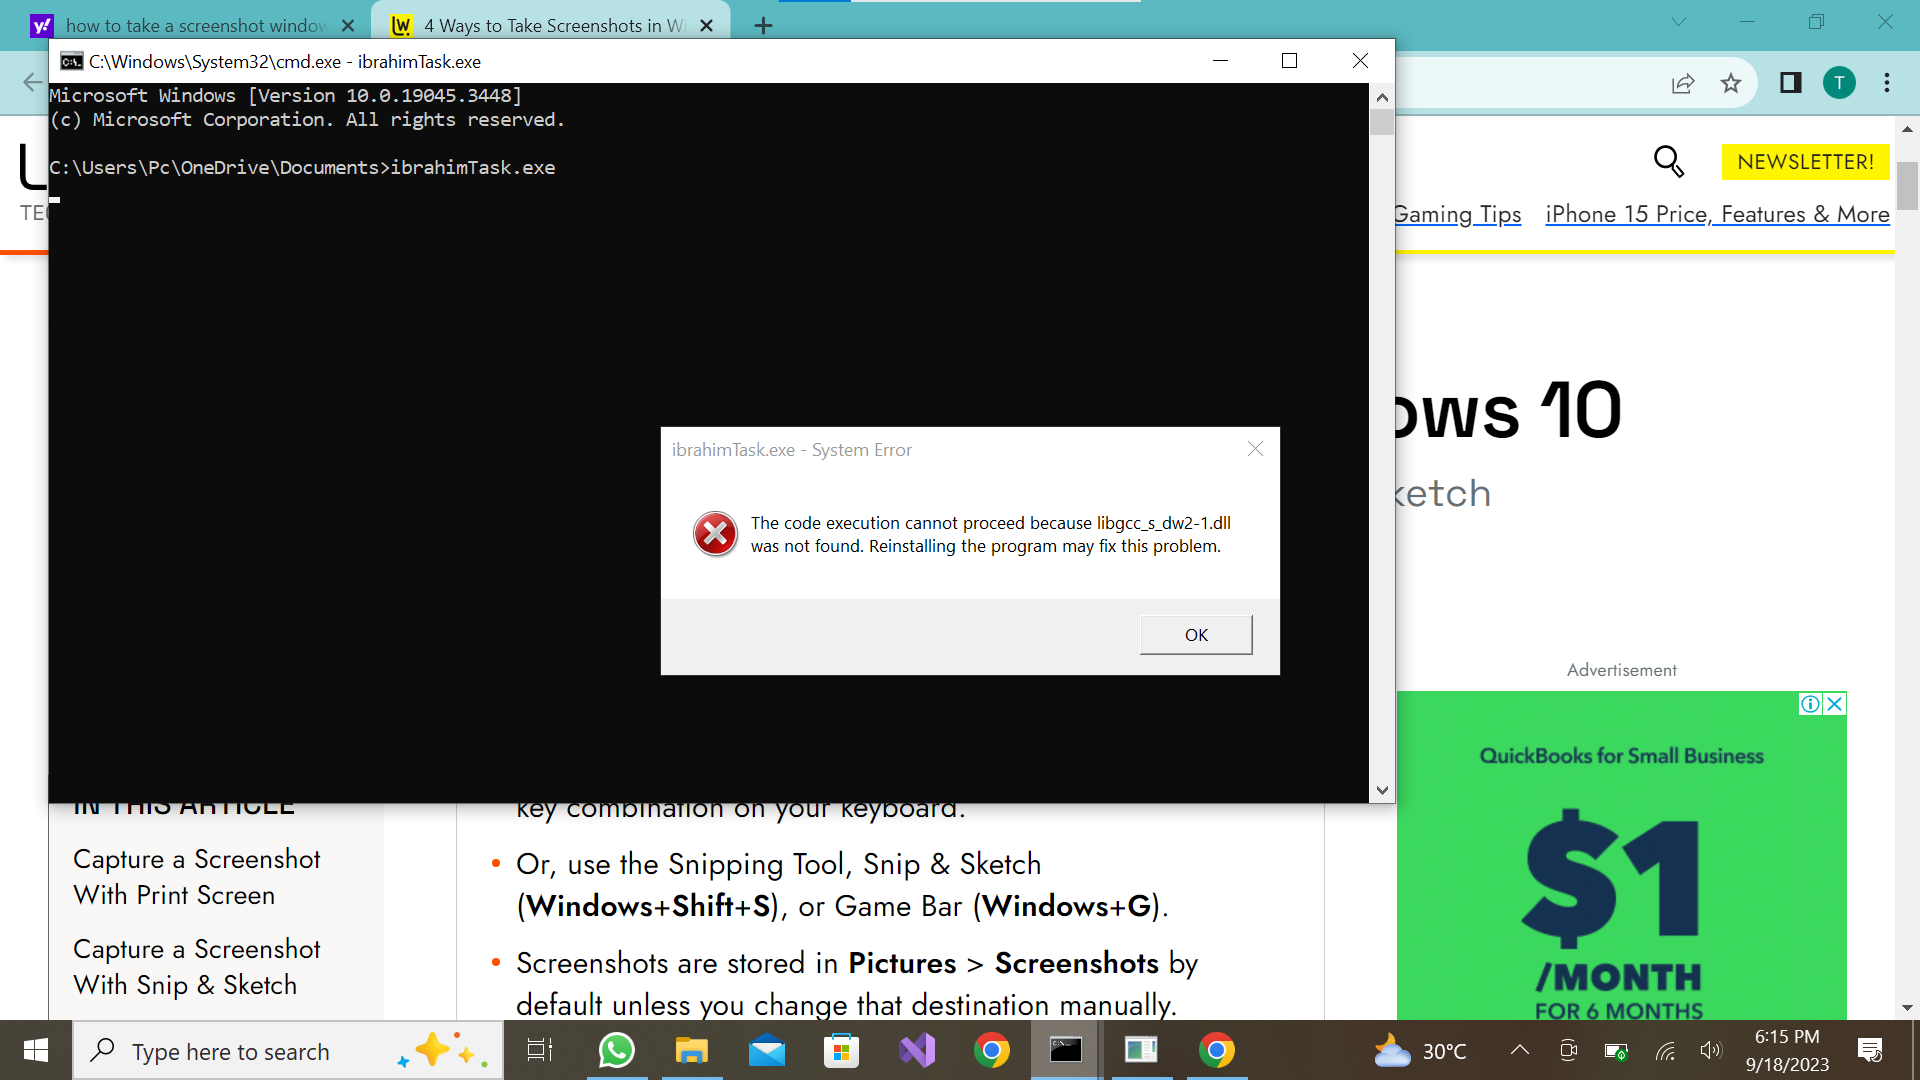 how to take a screenshot window
4 Ways to Take Screenshots in Wi
C:\Windows\System32\cmd.exe - ibrahimTask.exe
T
Microsoft Windows [Version 10.0.19045.3448]
(c) Microsoft Corporation. All rights reserved.
C:\Users\Pc\OneDrive\Documents>ibrahimTask.exe
NEWSLETTER!
Gaming Tips
iPhone 15 Price, Features & More
ows 10
ketch
ibrahimTask.exe - System Error
The code execution cannot proceed because libgcc_s_dw2-1.dll
was not found. Reinstalling the program may fix this problem.
OK
Advertisement
QuickBooks for Small Business
$1
/MONTH
FOR 6 MONTHS
IN THIS ARTICLE
Capture a Screenshot
With Print Screen
Capture a Screenshot
With Snip & Sketch
key combination on your keyboard.
Or, use the Snipping Tool, Snip & Sketch
(Windows+Shift+S), or Game Bar (Windows+G).
Screenshots are stored in Pictures > Screenshots by
default unless you change that destination manually.
Type here to search
30°C
6:15 PM
9/18/2023